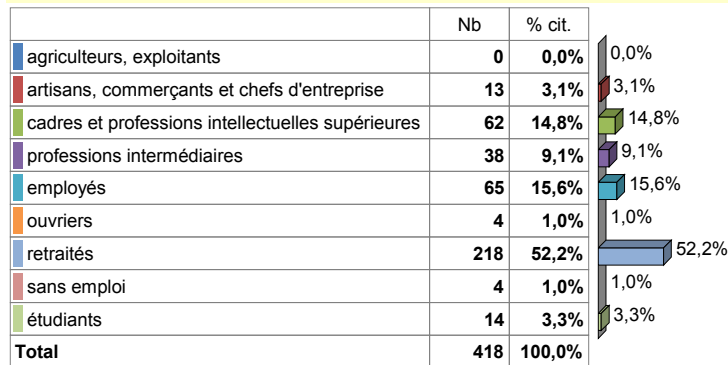 Nb % cit.
agriculteurs, exploitants 0 0,0% 0,0%
artisans, commerçants et chefs d'entreprise 13 3,1% 3,1%
cadres et professions intellectuelles supérieures 62 14,8% 14,8%
professions intermédiaires 38 9,1% 9,1%
employés 65 15,6% 15,6%
ouvriers 4 1,0% 1,0%
retraités 218 52,2% 52,2%
sans emploi 4 1,0% 1,0%
étudiants 14 3,3% 3,3%
Total 418 100,0%